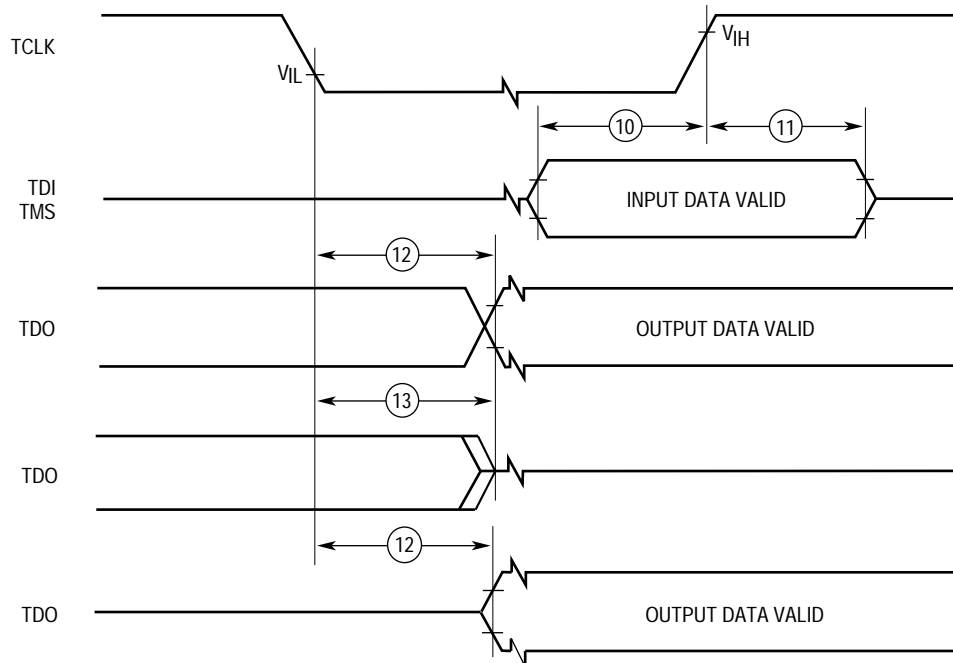 TCLK
VIL
VIH
10
11
TDI
TMS
INPUT DATA VALID
12
TDO
OUTPUT DATA VALID
13
TDO
12
TDO
OUTPUT DATA VALID